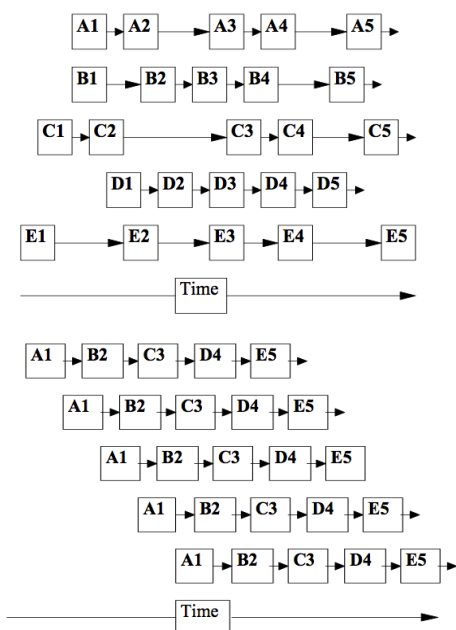 A1 A2 A3 A4 A5
B1 B2 B3 B4 B5
C1 C2 C3 C4 C5
D1 D2 D3 D4 D5
E1 E2 E3 E4 E5
Time
A1 B2 C3 D4 E5
A1 B2 C3 D4 E5
A1 B2 C3 D4 E5
A1 B2 C3 D4 E5
A1 B2 C3 D4 E5
Time